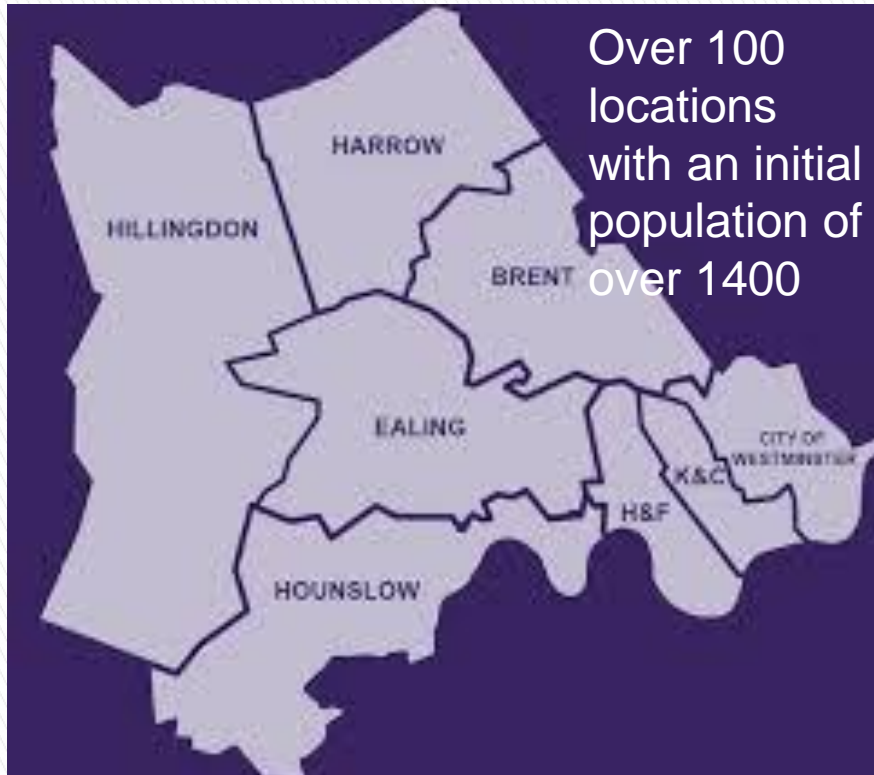 Over 100
locations
with an initial
population of
over 1400
HARROW
HILLINGDON
BRENT
EALING
CITY OF
WESTMINSTER
K&C
H&F
HOUNSLOW